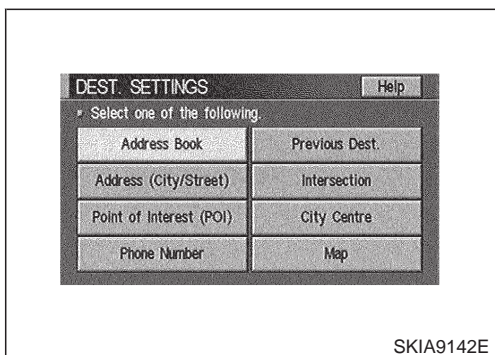 DEST. SETTINGS Help
Select one of the following.
Address Book Previous Dest.
Address (City/Street) Intersection
Point of Interest (POI) City Centre
Phone Number Map
SKIA9142E